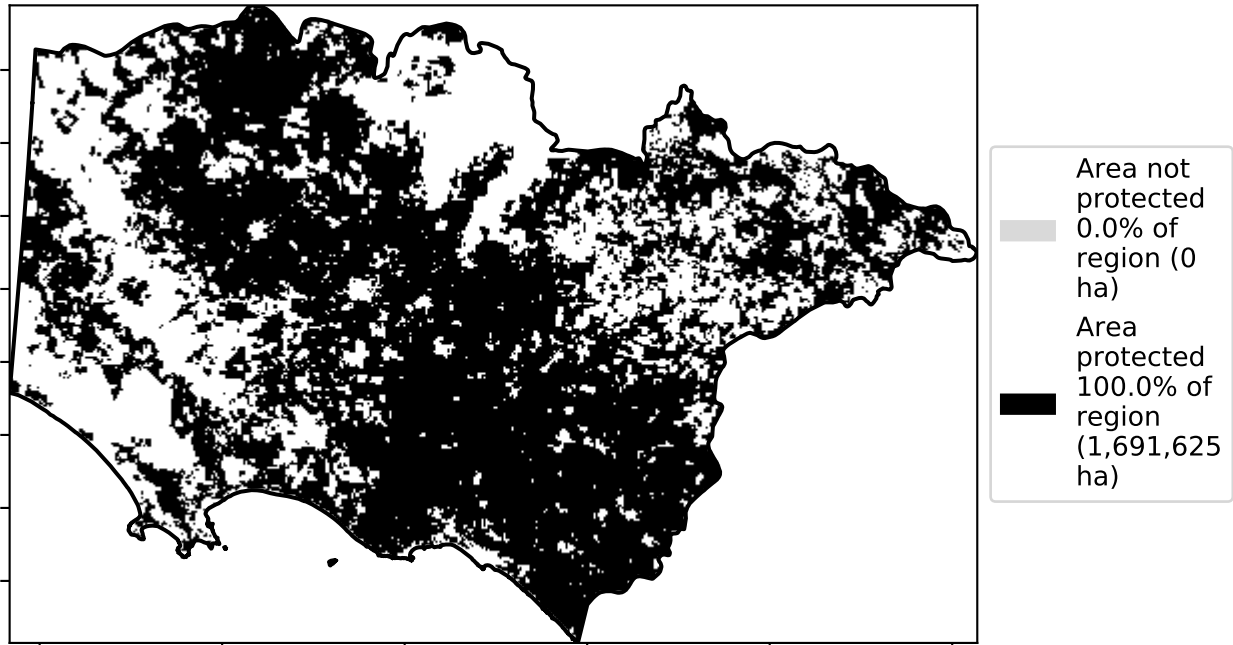 Area not
protected
0.0% of
region (0
ha)
Area
protected
100.0% of
region
(1,691,625
ha)